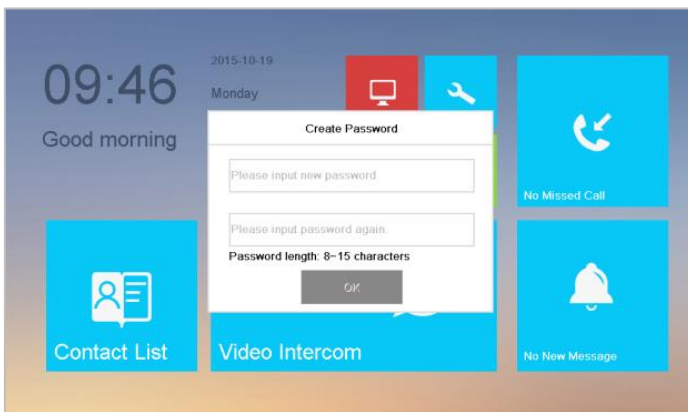 09:46
2015-10-19
Monday
Good morning
Create Password
Please input new password.
Please input password again.
Password length: 8~15 characters
OK
No Missed Call
Contact List
Video Intercom
No New Message